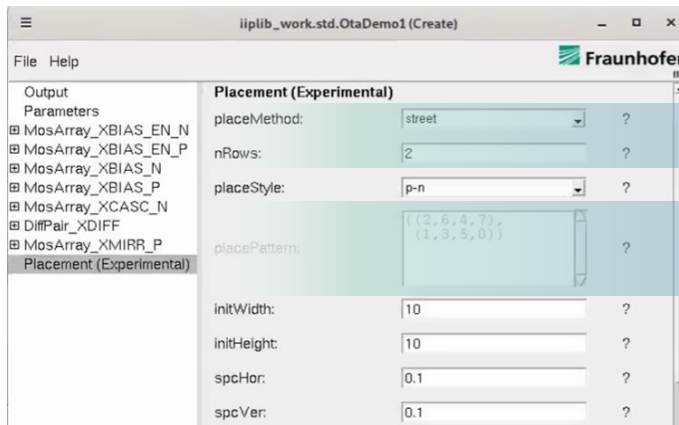 iiplib_work.std.OtaDemo1 (Create)
File Help
Fraunhofer
Output
Parameters
MosArray_XBIAS_EN_N
MosArray_XBIAS_EN_P
MosArray_XBIAS_N
MosArray_XBIAS_P
MosArray_XCASC_N
DiffPair_XDIFF
MosArray_XMIRR_P
Placement (Experimental)
Placement (Experimental)
placeMethod: street ?
nRows: 2 ?
placeStyle: p-n ?
placePattern: ((2,6,4,7),
(1,3,5,0)) ?
initWidth: 10 ?
initHeight: 10 ?
spcHor: 0.1 ?
spcVer: 0.1 ?